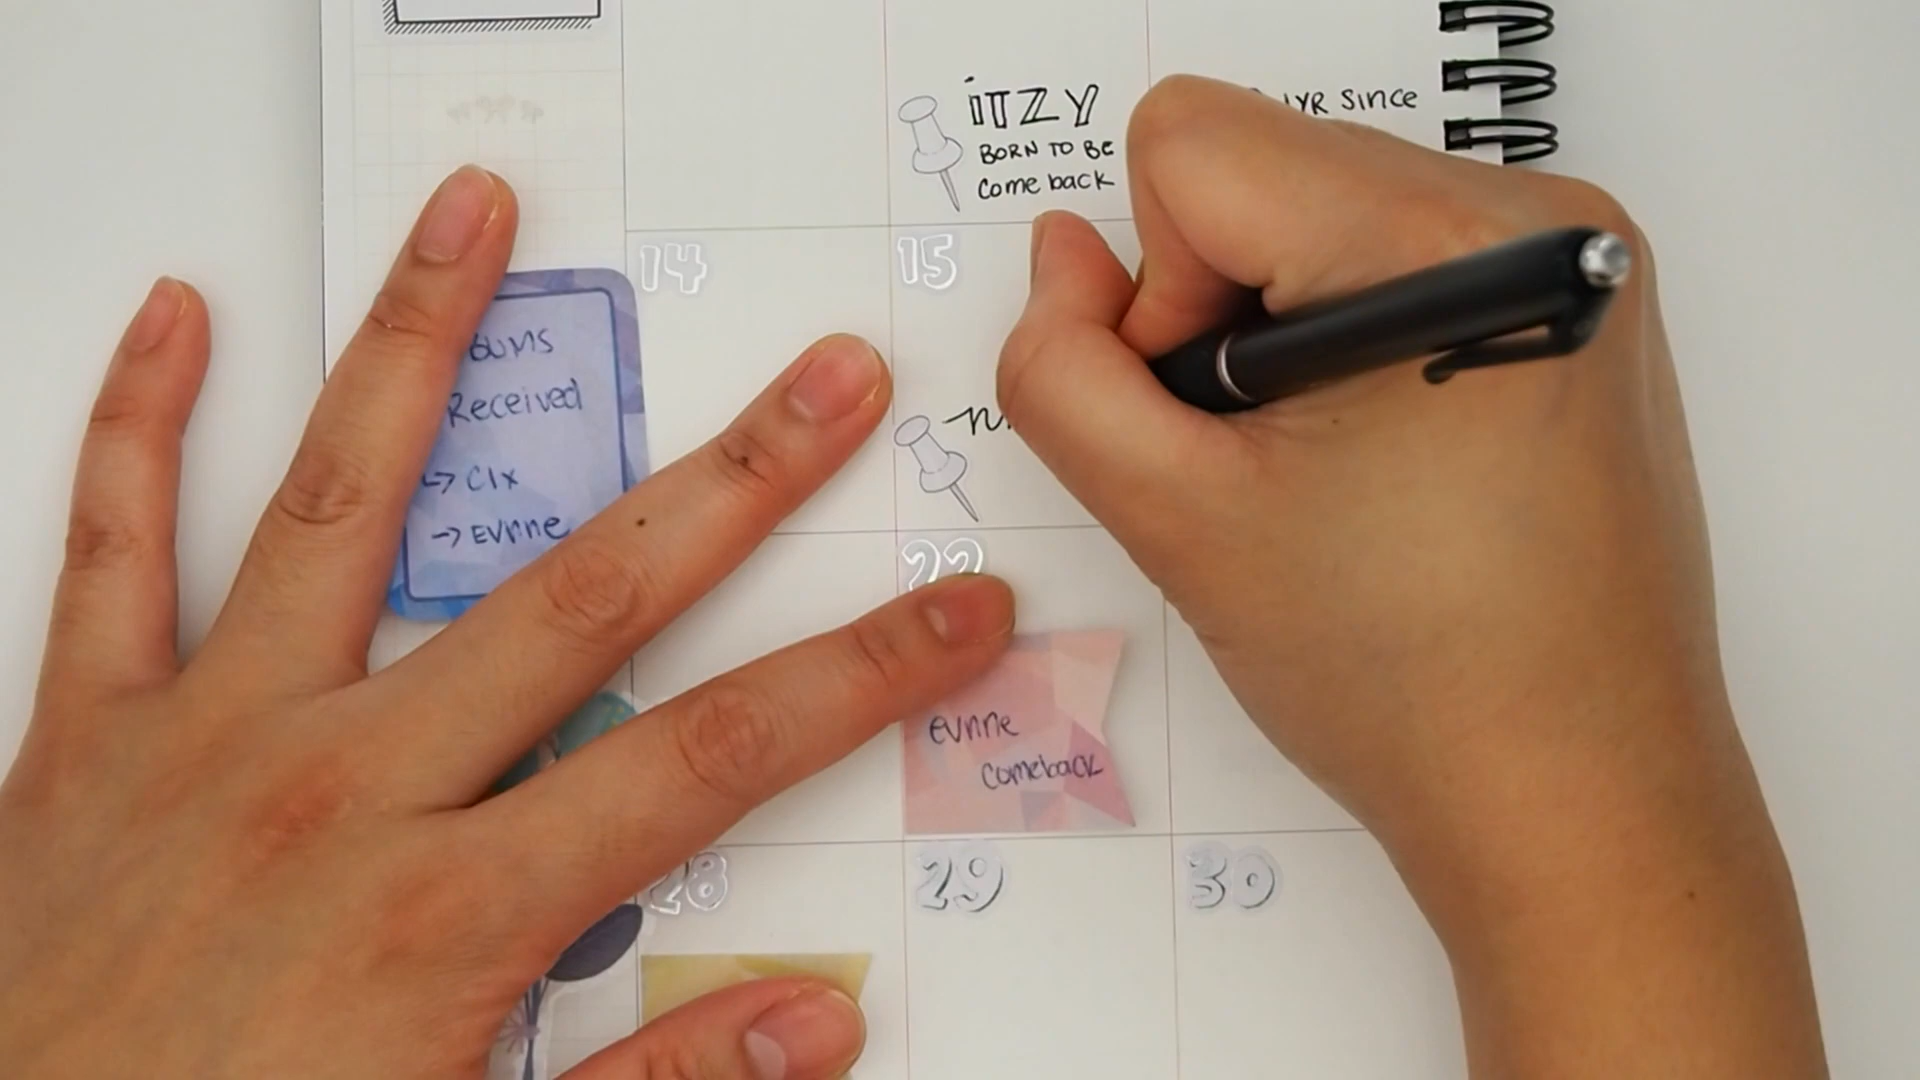 ITZY
BORN TO BE
Come back
1YR Since
14
15
Received
→ CIX
→ EVNNE
22
EVNNE
comeback
28
29
30